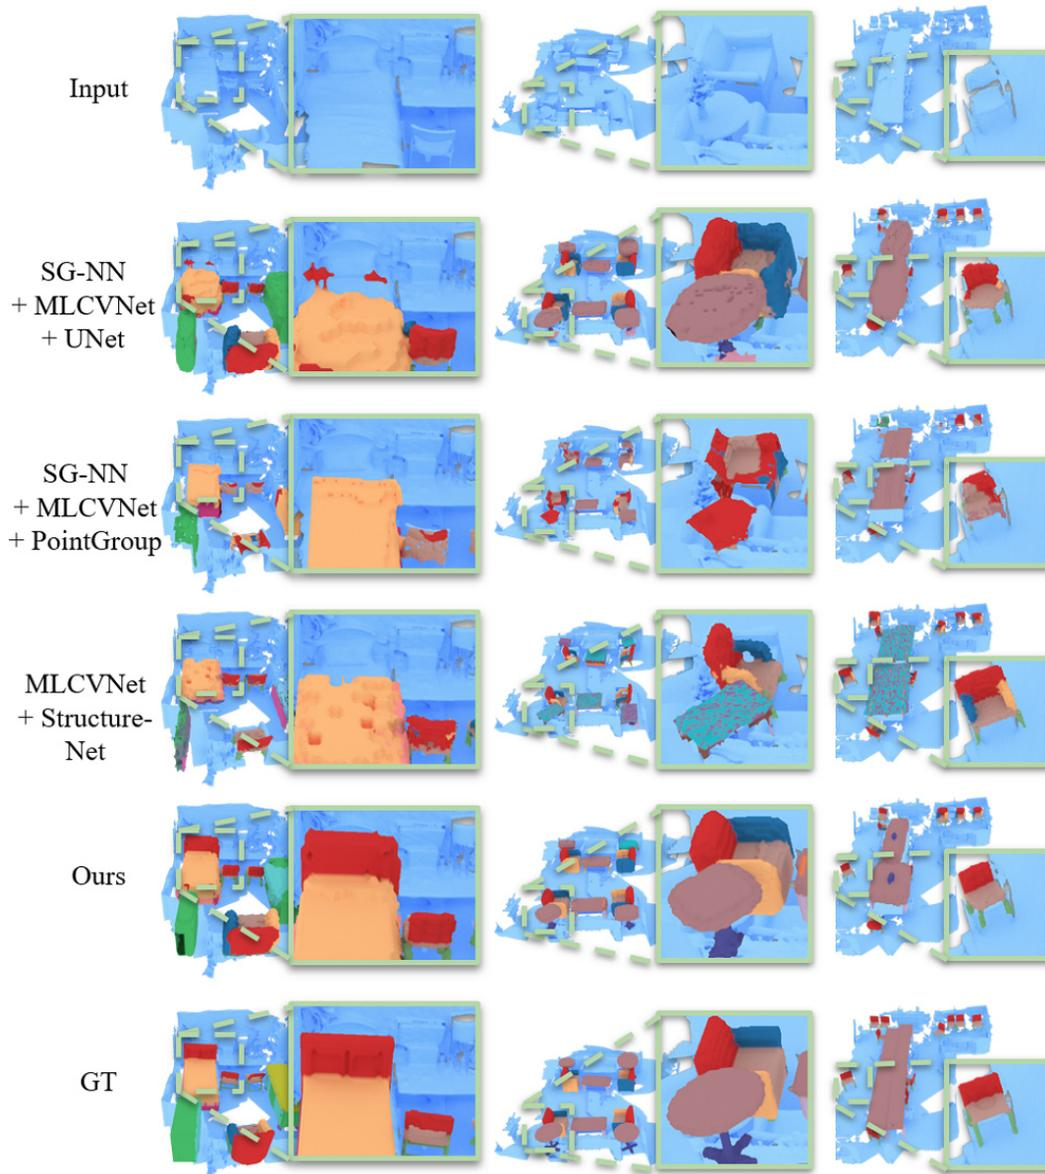 Input
SG-NN
+ MLCVNet
+ UNet
SG-NN
+ MLCVNet
+ PointGroup
MLCVNet
+ Structure-
Net
Ours
GT